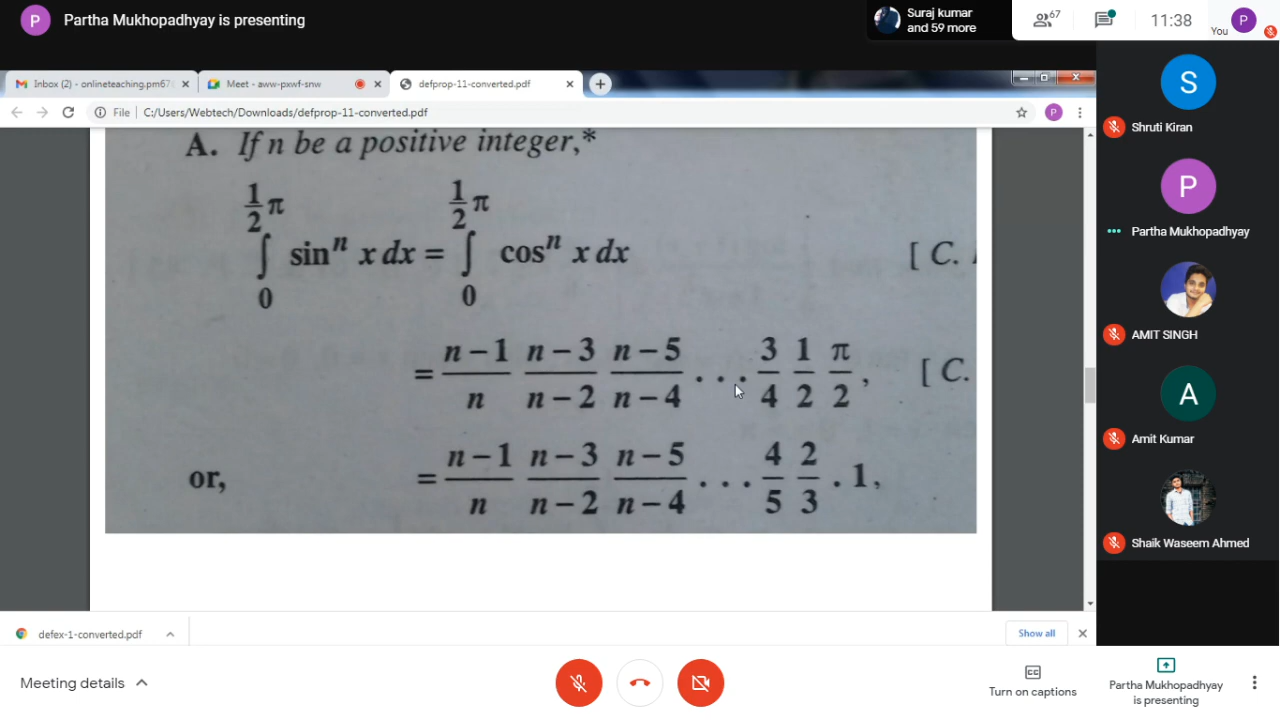 P Partha Mukhopadhyay is presenting
Suraj kumar
and 59 more
67
11:38
You
P
Inbox (2) - onlineteaching.pm67
Meet - aww-pxwf-snw
defprop-11-converted.pdf
File | C:/Users/Webtech/Downloads/defprop-11-converted.pdf
P
A. If n be a positive integer,*
∫₀^{½π} sinⁿ x dx = ∫₀^{½π} cosⁿ x dx [ C.
= (n – 1)/n (n – 3)/(n – 2) (n – 5)/(n – 4) . . . 3/4 1/2 π/2 , [ C.
or, = (n – 1)/n (n – 3)/(n – 2) (n – 5)/(n – 4) . . . 4/5 2/3 . 1,
S
Shruti Kiran
P
Partha Mukhopadhyay
AMIT SINGH
A
Amit Kumar
Shaik Waseem Ahmed
defex-1-converted.pdf
Show all
Meeting details
CC
Turn on captions
Partha Mukhopadhyay
is presenting